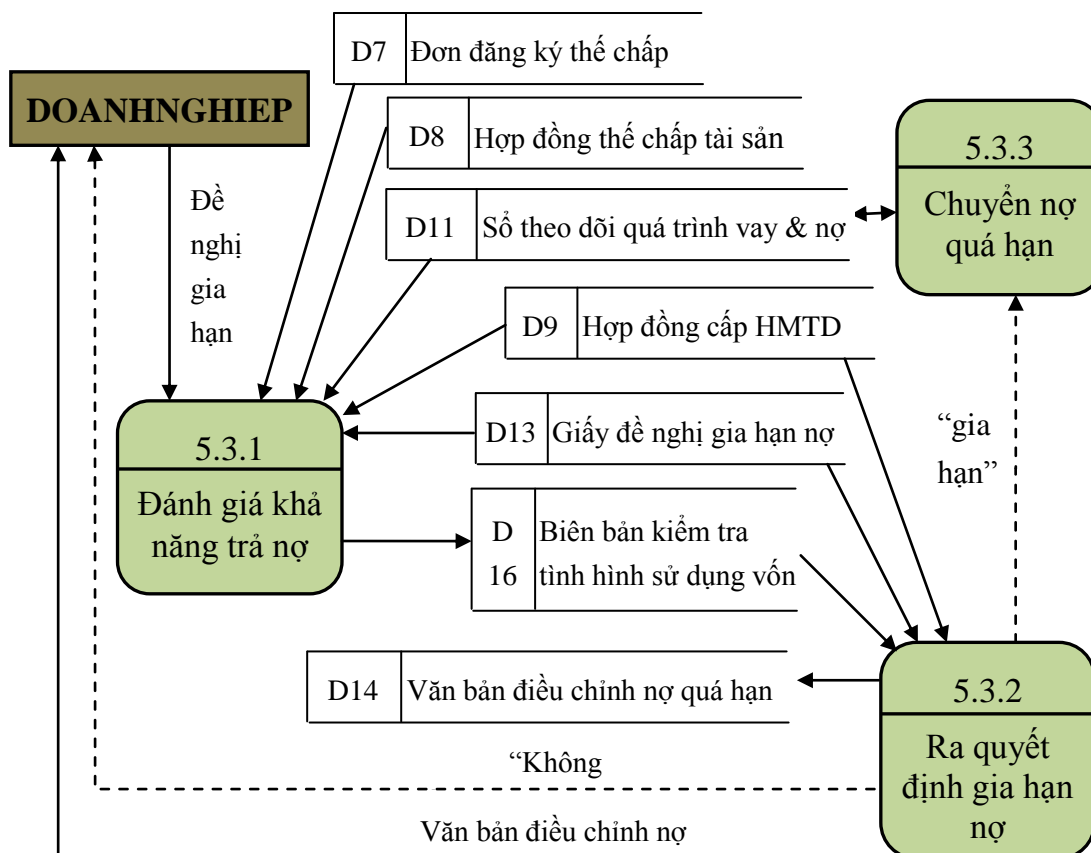 D7 Đơn đăng ký thế chấp
DOANHNGHIEP
D8 Hợp đồng thế chấp tài sản
5.3.3
Chuyển nợ
quá hạn
Đề
nghị
gia
hạn
D11 Sổ theo dõi quá trình vay & nợ
D9 Hợp đồng cấp HMTD
D13 Giấy đề nghị gia hạn nợ
“gia
hạn”
5.3.1
Đánh giá khả
năng trả nợ
D Biên bản kiểm tra
16 tình hình sử dụng vốn
D14 Văn bản điều chỉnh nợ quá hạn
5.3.2
Ra quyết
định gia hạn
nợ
“Không
Văn bản điều chỉnh nợ